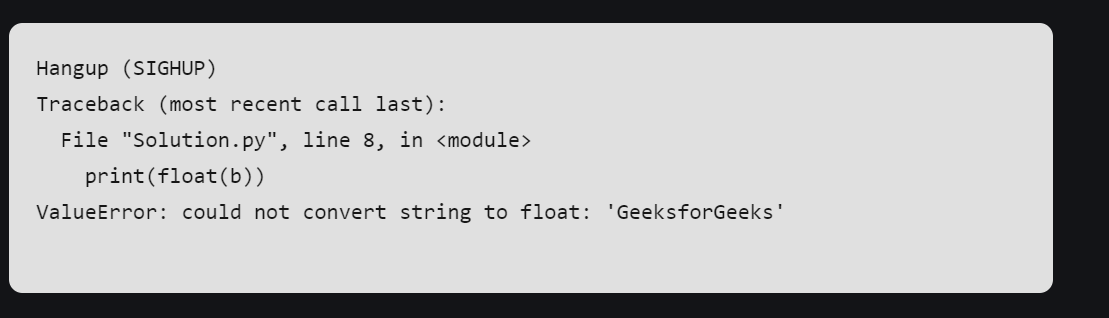 Hangup (SIGHUP)
Traceback (most recent call last):
  File "Solution.py", line 8, in <module>
    print(float(b))
ValueError: could not convert string to float: 'GeeksforGeeks'